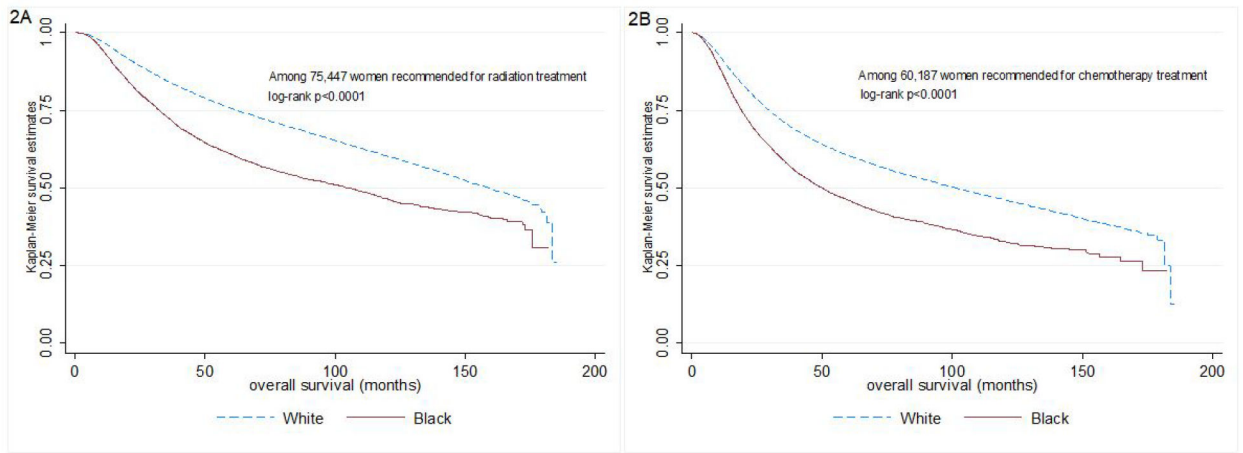 2A
Kaplan-Meier survival estimates
1.00
0.75
0.50
0.25
0.00
Among 75,447 women recommended for radiation treatment
log-rank p<0.0001
0 50 100 150 200
overall survival (months)
White Black
2B
Kaplan-Meier survival estimates
1.00
0.75
0.50
0.25
0.00
Among 60,187 women recommended for chemotherapy treatment
log-rank p<0.0001
0 50 100 150 200
overall survival (months)
White Black